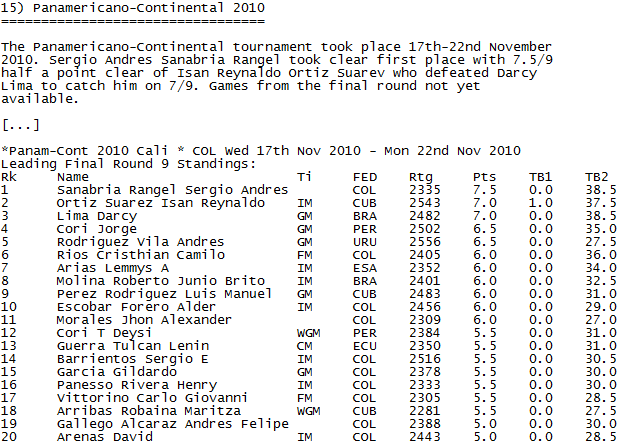 15) Panamericano-Continental 2010
=================================
The Panamericano-Continental tournament took place 17th-22nd November
2010. Sergio Andres Sanabria Rangel took clear first place with 7.5/9
half a point clear of Isan Reynaldo Ortiz Suarev who defeated Darcy
Lima to catch him on 7/9. Games from the final round not yet
available.
[...]
*Panam-Cont 2010 Cali * COL Wed 17th Nov 2010 - Mon 22nd Nov 2010
Leading Final Round 9 Standings:
Rk Name Ti FED Rtg Pts TB1 TB2
1 Sanabria Rangel Sergio Andres COL 2335 7.5 0.0 38.5
2 Ortiz Suarez Isan Reynaldo IM CUB 2543 7.0 1.0 37.5
3 Lima Darcy GM BRA 2482 7.0 0.0 38.5
4 Cori Jorge GM PER 2502 6.5 0.0 35.0
5 Rodriguez Vila Andres GM URU 2556 6.5 0.0 27.5
6 Rios Cristhian Camilo FM COL 2405 6.0 0.0 36.0
7 Arias Lemmys A IM ESA 2352 6.0 0.0 34.0
8 Molina Roberto Junio Brito IM BRA 2401 6.0 0.0 32.5
9 Perez Rodriguez Luis Manuel GM CUB 2483 6.0 0.0 31.0
10 Escobar Forero Alder IM COL 2456 6.0 0.0 29.0
11 Morales Jhon Alexander COL 2309 6.0 0.0 27.0
12 Cori T Deysi WGM PER 2384 5.5 0.0 31.0
13 Guerra Tulcan Lenin CM ECU 2350 5.5 0.0 31.0
14 Barrientos Sergio E IM COL 2516 5.5 0.0 30.5
15 Garcia Gildardo GM COL 2378 5.5 0.0 30.0
16 Panesso Rivera Henry IM COL 2333 5.5 0.0 30.0
17 Vittorino Carlo Giovanni FM COL 2305 5.5 0.0 28.5
18 Arribas Robaina Maritza WGM CUB 2281 5.5 0.0 27.5
19 Gallego Alcaraz Andres Felipe COL 2388 5.0 0.0 30.0
20 Arenas David IM COL 2443 5.0 0.0 28.5